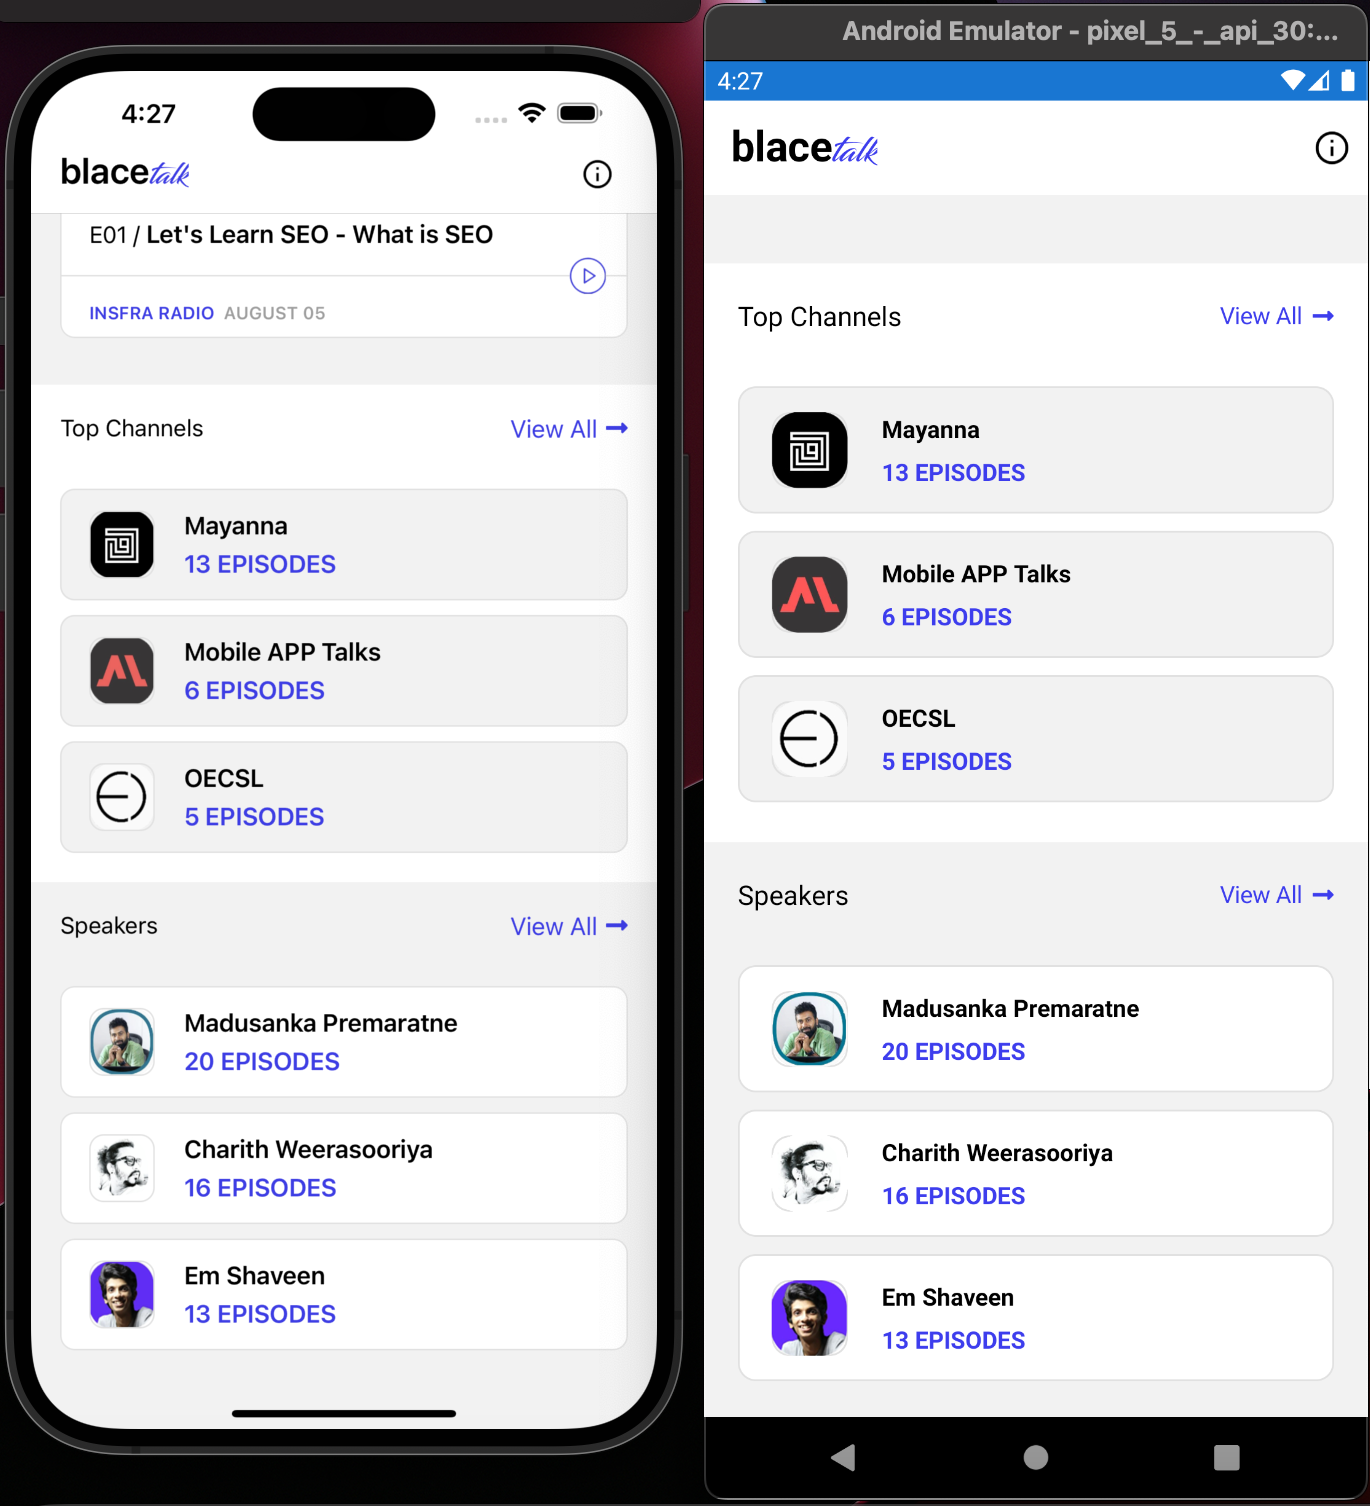 4:27
blacetalk
E01 / Let's Learn SEO - What is SEO
INSFRA RADIO AUGUST 05
Top Channels
View All
Mayanna
13 EPISODES
Mobile APP Talks
6 EPISODES
OECSL
5 EPISODES
Speakers
View All
Madusanka Premaratne
20 EPISODES
Charith Weerasooriya
16 EPISODES
Em Shaveen
13 EPISODES
Android Emulator - pixel_5_-_api_30:...
4:27
blacetalk
Top Channels
View All
Mayanna
13 EPISODES
Mobile APP Talks
6 EPISODES
OECSL
5 EPISODES
Speakers
View All
Madusanka Premaratne
20 EPISODES
Charith Weerasooriya
16 EPISODES
Em Shaveen
13 EPISODES